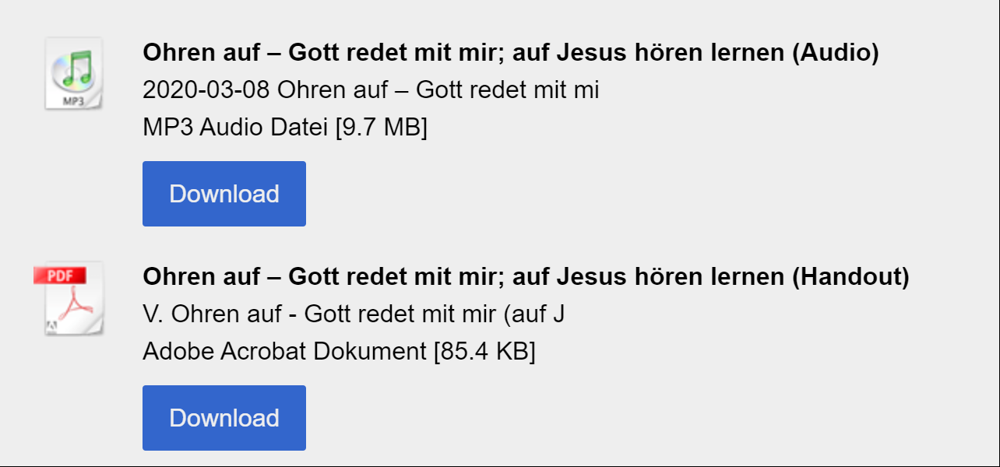 Ohren auf – Gott redet mit mir; auf Jesus hören lernen (Audio)
2020-03-08 Ohren auf – Gott redet mit mi
MP3
MP3 Audio Datei [9.7 MB]
Download
PDF
Ohren auf – Gott redet mit mir; auf Jesus hören lernen (Handout)
V. Ohren auf - Gott redet mit mir (auf J
Adobe Acrobat Dokument [85.4 KB]
Download